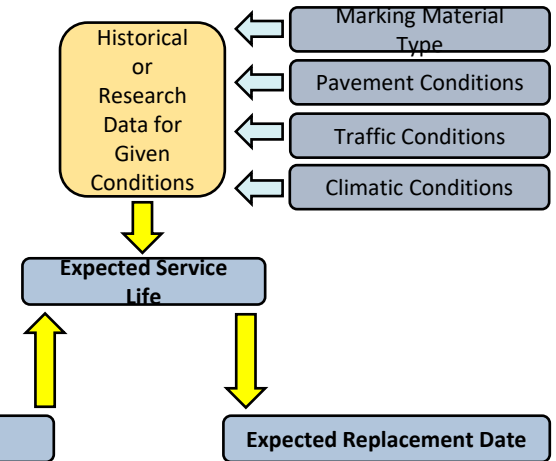 Historical
or
Research
Data for
Given
Conditions
Marking Material
Type
Pavement Conditions
Traffic Conditions
Climatic Conditions
Expected Service
Life
Expected Replacement Date